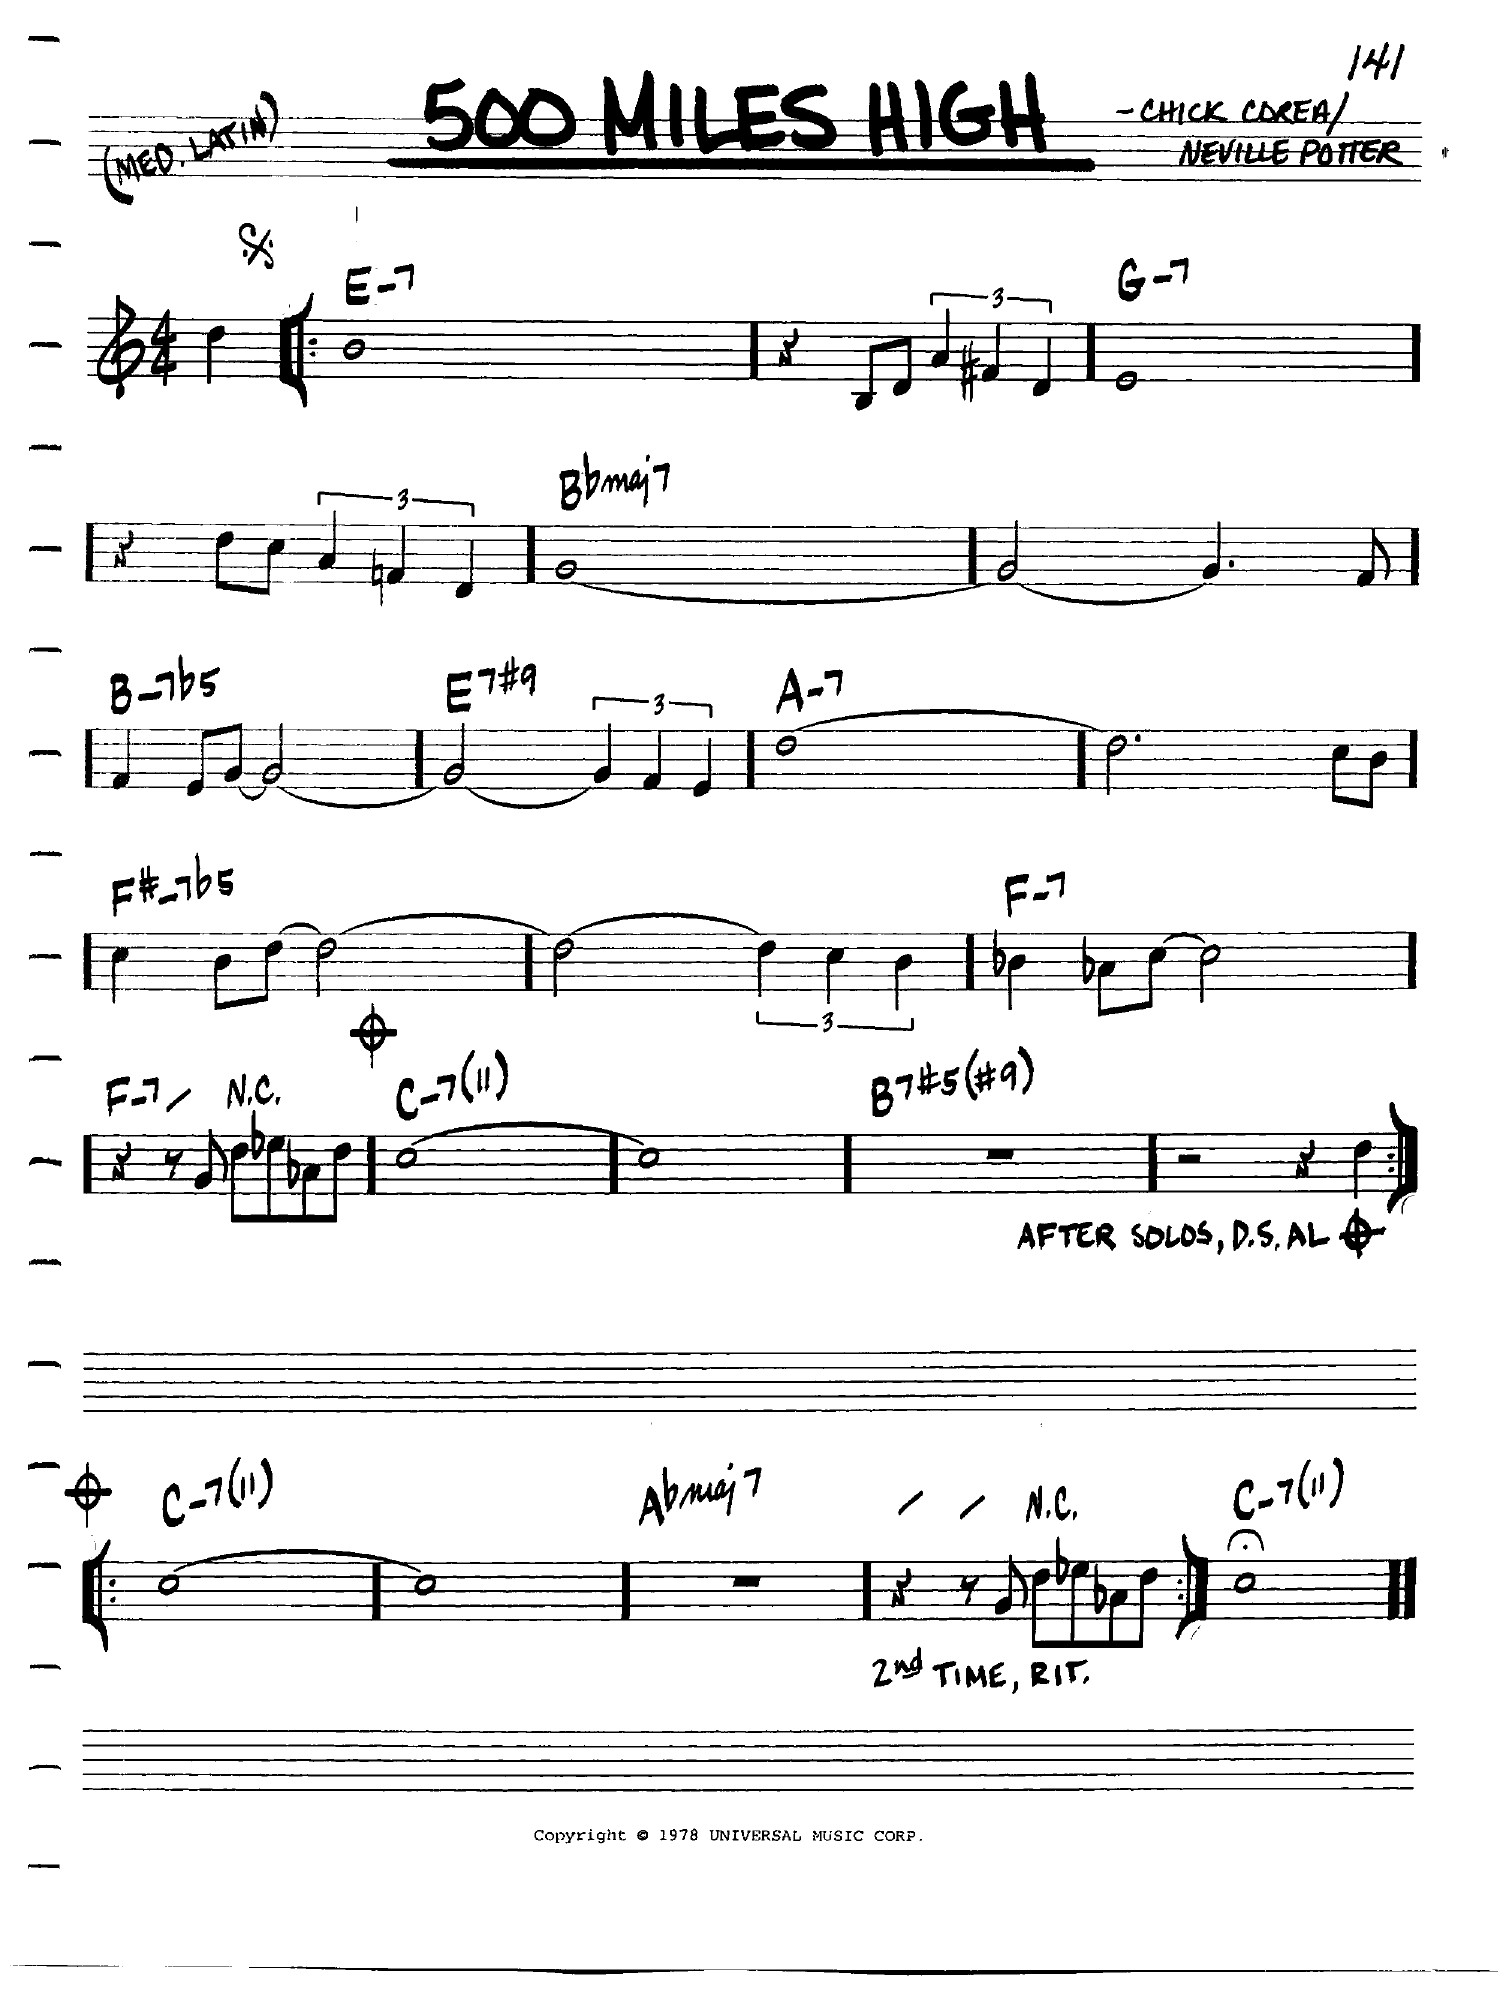 141
500 MILES HIGH
(MED. LATIN)
- CHICK COREA/
NEVILLE POTTER
E-7 G-7
4/4
3
Bbmaj7
3
B-7b5 E7#9 A-7
3
F#-7b5 F-7
3
F-7 / N.C. C-7(11) B7#5(#9)
AFTER SOLOS, D.S. AL
C-7(11) Abmaj7 / / N.C. C-7(11)
2nd TIME, RIT.
Copyright © 1978 UNIVERSAL MUSIC CORP.